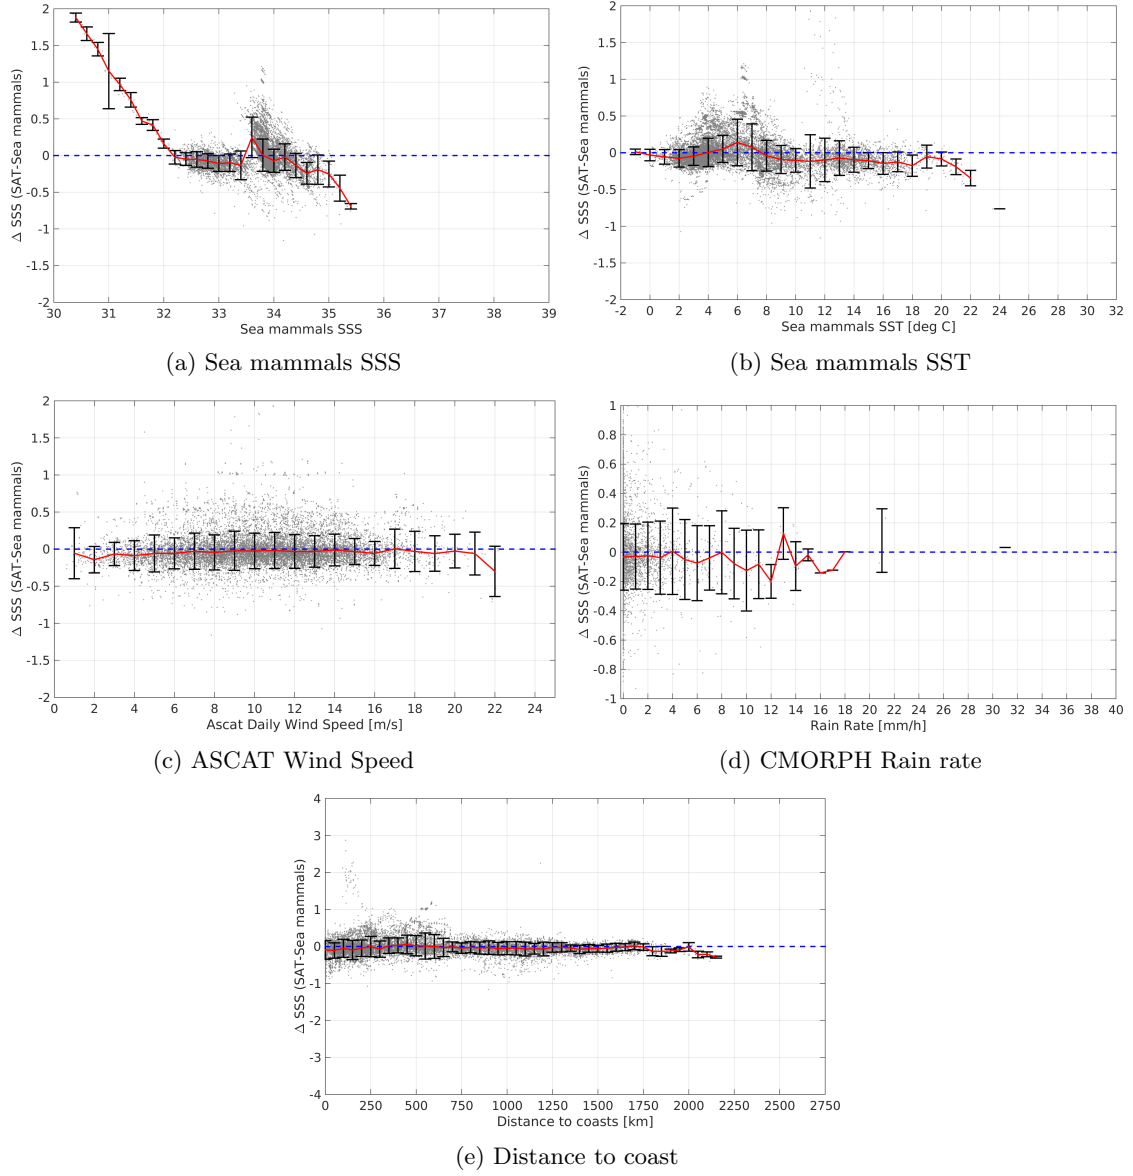 2
1.5
1
0.5
0
-0.5
-1
-1.5
-2
Δ SSS (SAT-Sea mammals)
30 31 32 33 34 35 36 37 38 39
Sea mammals SSS
(a) Sea mammals SSS
2
1.5
1
0.5
0
-0.5
-1
-1.5
-2
Δ SSS (SAT-Sea mammals)
-2 0 2 4 6 8 10 12 14 16 18 20 22 24 26 28 30 32
Sea mammals SST [deg C]
(b) Sea mammals SST
2
1.5
1
0.5
0
-0.5
-1
-1.5
-2
Δ SSS (SAT-Sea mammals)
0 2 4 6 8 10 12 14 16 18 20 22 24
Ascat Daily Wind Speed [m/s]
(c) ASCAT Wind Speed
1
0.8
0.6
0.4
0.2
0
-0.2
-0.4
-0.6
-0.8
-1
Δ SSS (SAT-Sea mammals)
0 2 4 6 8 10 12 14 16 18 20 22 24 26 28 30 32 34 36 38 40
Rain Rate [mm/h]
(d) CMORPH Rain rate
4
3
2
1
0
-1
-2
-3
-4
Δ SSS (SAT-Sea mammals)
0 250 500 750 1000 1250 1500 1750 2000 2250 2500 2750
Distance to coasts [km]
(e) Distance to coast